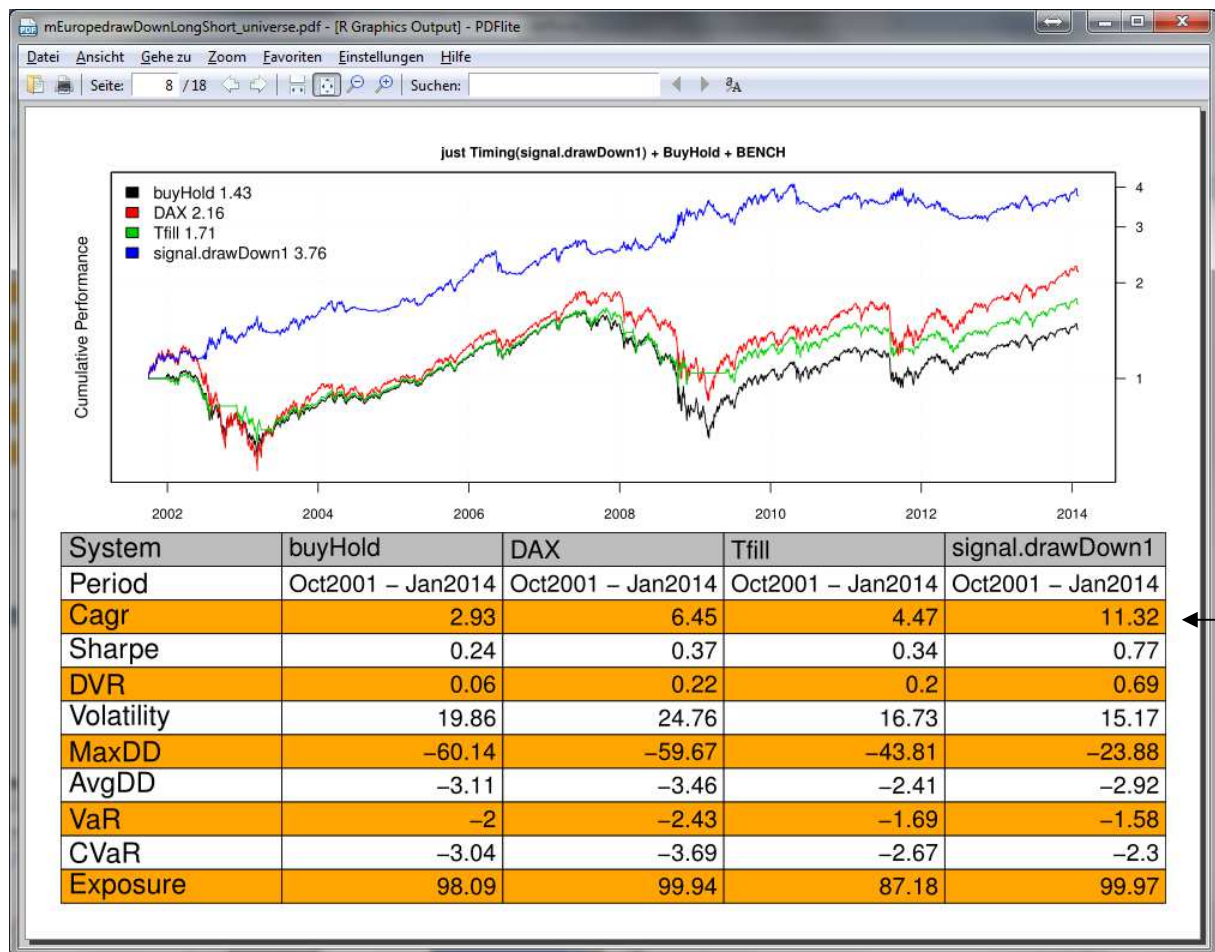 mEuropedrawDownLongShort_universe.pdf - [R Graphics Output] - PDFlite
Datei Ansicht Gehe zu Zoom Favoriten Einstellungen Hilfe
Seite: 8 / 18 Suchen:
just Timing(signal.drawDown1) + BuyHold + BENCH
buyHold 1.43
DAX 2.16
Tfill 1.71
signal.drawDown1 3.76
Cumulative Performance
4
3
2
1
2002 2004 2006 2008 2010 2012 2014
System buyHold DAX Tfill signal.drawDown1
Period Oct2001 − Jan2014 Oct2001 − Jan2014 Oct2001 − Jan2014 Oct2001 − Jan2014
Cagr 2.93 6.45 4.47 11.32
Sharpe 0.24 0.37 0.34 0.77
DVR 0.06 0.22 0.2 0.69
Volatility 19.86 24.76 16.73 15.17
MaxDD −60.14 −59.67 −43.81 −23.88
AvgDD −3.11 −3.46 −2.41 −2.92
VaR −2 −2.43 −1.69 −1.58
CVaR −3.04 −3.69 −2.67 −2.3
Exposure 98.09 99.94 87.18 99.97